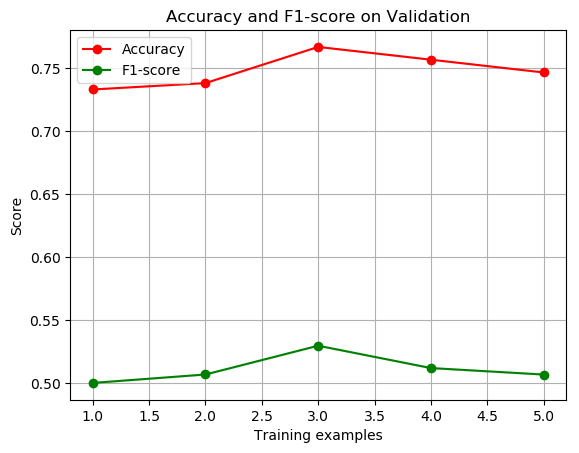 Accuracy and F1-score on Validation
Accuracy
F1-score
0.75
0.70
0.65
0.60
0.55
0.50
Score
1.0 1.5 2.0 2.5 3.0 3.5 4.0 4.5 5.0
Training examples